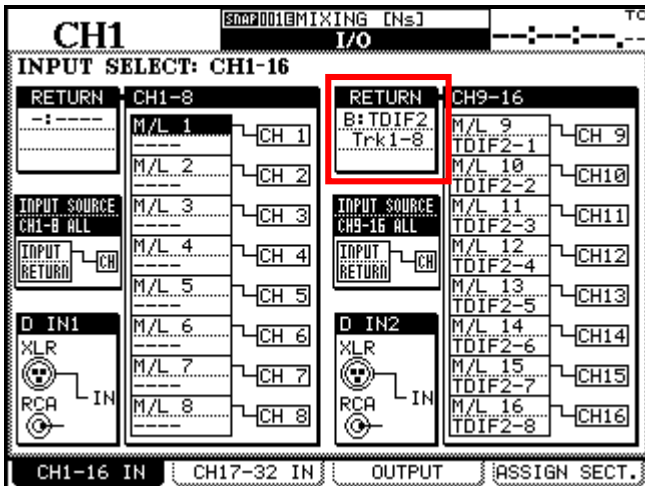 CH1
SNAP001 MIXING [Ns]
TC
I/O
--:--:--.--
INPUT SELECT: CH1-16
RETURN
-:----
CH1-8
M/L 1
----
CH 1
M/L 2
----
CH 2
M/L 3
----
CH 3
M/L 4
----
CH 4
M/L 5
----
CH 5
M/L 6
----
CH 6
M/L 7
----
CH 7
M/L 8
----
CH 8
INPUT SOURCE
CH1-8 ALL
INPUT
RETURN
CH
D IN1
XLR
IN
RCA
RETURN
B:TDIF2
Trk1-8
CH9-16
M/L 9
TDIF2-1
CH 9
M/L 10
TDIF2-2
CH10
M/L 11
TDIF2-3
CH11
M/L 12
TDIF2-4
CH12
M/L 13
TDIF2-5
CH13
M/L 14
TDIF2-6
CH14
M/L 15
TDIF2-7
CH15
M/L 16
TDIF2-8
CH16
INPUT SOURCE
CH9-16 ALL
INPUT
RETURN
CH
D IN2
XLR
IN
RCA
CH1-16 IN
CH17-32 IN
OUTPUT
ASSIGN SECT.